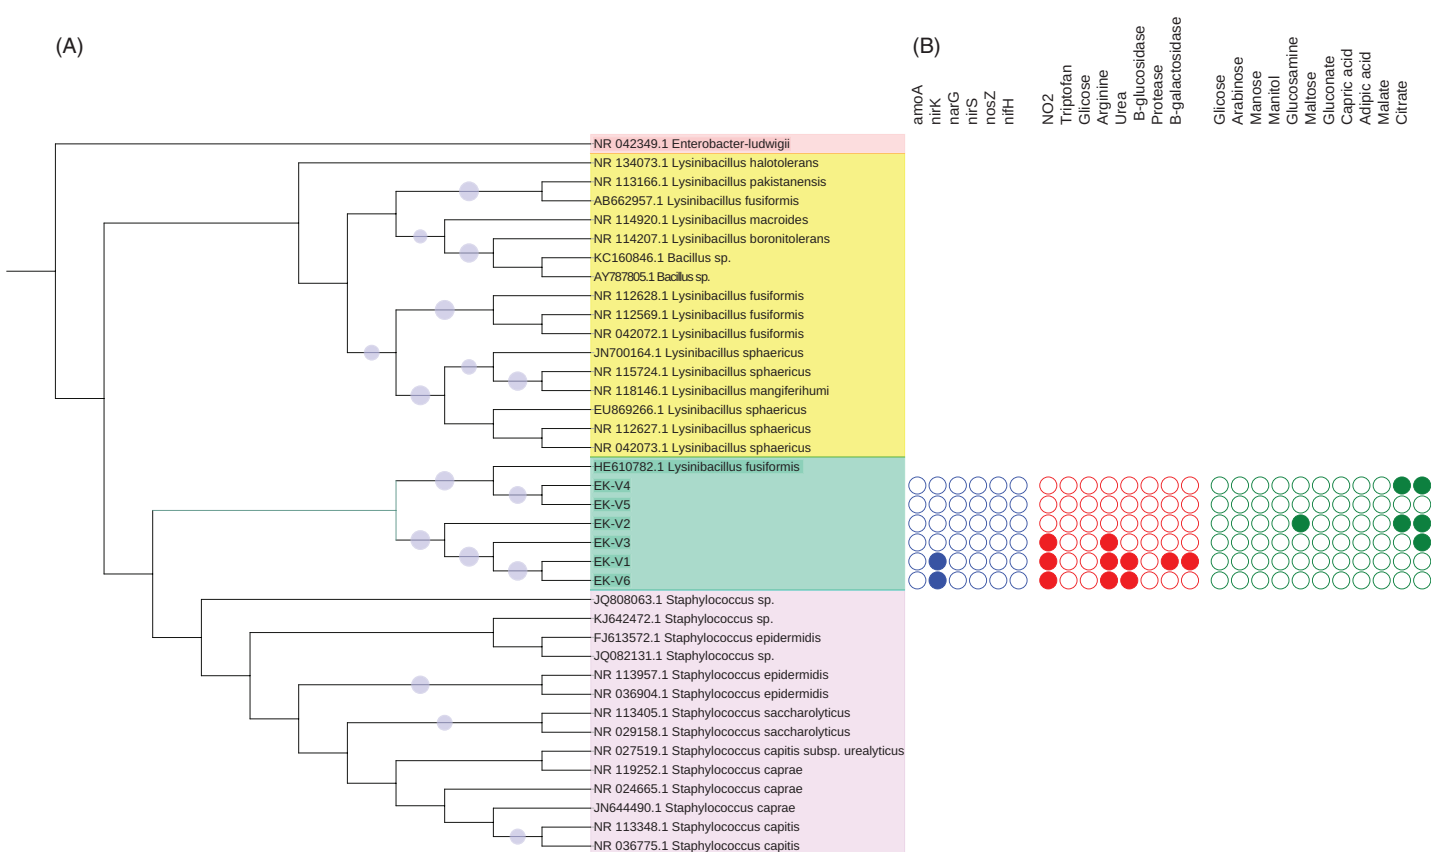 (A)
(B)
amoA
nirK
narG
nirS
nosZ
nifH
NO2
Triptofan
Glicose
Arginine
Urea
B-glucosidase
Protease
B-galactosidase
Glicose
Arabinose
Manose
Manitol
Glucosamine
Maltose
Gluconate
Capric acid
Adipic acid
Malate
Citrate
NR 042349.1 Enterobacter-ludwigii
NR 134073.1 Lysinibacillus halotolerans
NR 113166.1 Lysinibacillus pakistanensis
AB662957.1 Lysinibacillus fusiformis
NR 114920.1 Lysinibacillus macroides
NR 114207.1 Lysinibacillus boronitolerans
KC160846.1 Bacillus sp.
AY787805.1 Bacillus sp.
NR 112628.1 Lysinibacillus fusiformis
NR 112569.1 Lysinibacillus fusiformis
NR 042072.1 Lysinibacillus fusiformis
JN700164.1 Lysinibacillus sphaericus
NR 115724.1 Lysinibacillus sphaericus
NR 118146.1 Lysinibacillus mangiferihumi
EU869266.1 Lysinibacillus sphaericus
NR 112627.1 Lysinibacillus sphaericus
NR 042073.1 Lysinibacillus sphaericus
HE610782.1 Lysinibacillus fusiformis
EK-V4
EK-V5
EK-V2
EK-V3
EK-V1
EK-V6
JQ808063.1 Staphylococcus sp.
KJ642472.1 Staphylococcus sp.
FJ613572.1 Staphylococcus epidermidis
JQ082131.1 Staphylococcus sp.
NR 113957.1 Staphylococcus epidermidis
NR 036904.1 Staphylococcus epidermidis
NR 113405.1 Staphylococcus saccharolyticus
NR 029158.1 Staphylococcus saccharolyticus
NR 027519.1 Staphylococcus capitis subsp. urealyticus
NR 119252.1 Staphylococcus caprae
NR 024665.1 Staphylococcus caprae
JN644490.1 Staphylococcus caprae
NR 113348.1 Staphylococcus capitis
NR 036775.1 Staphylococcus capitis